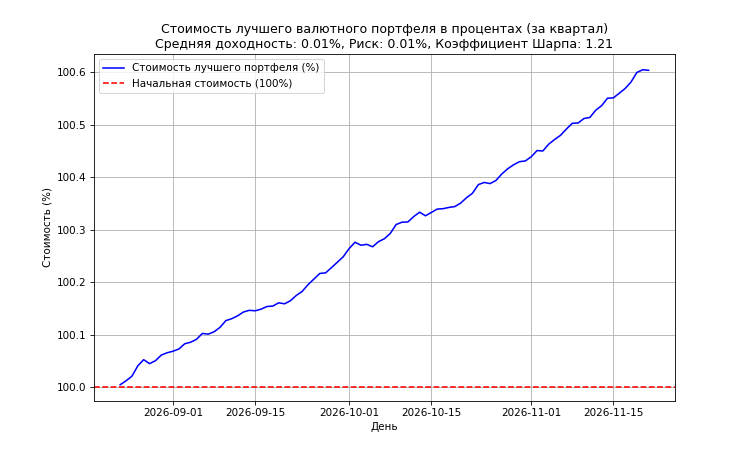 Стоимость лучшего валютного портфеля в процентах (за квартал)
Средняя доходность: 0.01%, Риск: 0.01%, Коэффициент Шарпа: 1.21
Стоимость лучшего портфеля (%)
Начальная стоимость (100%)
Стоимость (%)
100.6
100.5
100.4
100.3
100.2
100.1
100.0
2026-09-01
2026-09-15
2026-10-01
2026-10-15
2026-11-01
2026-11-15
День